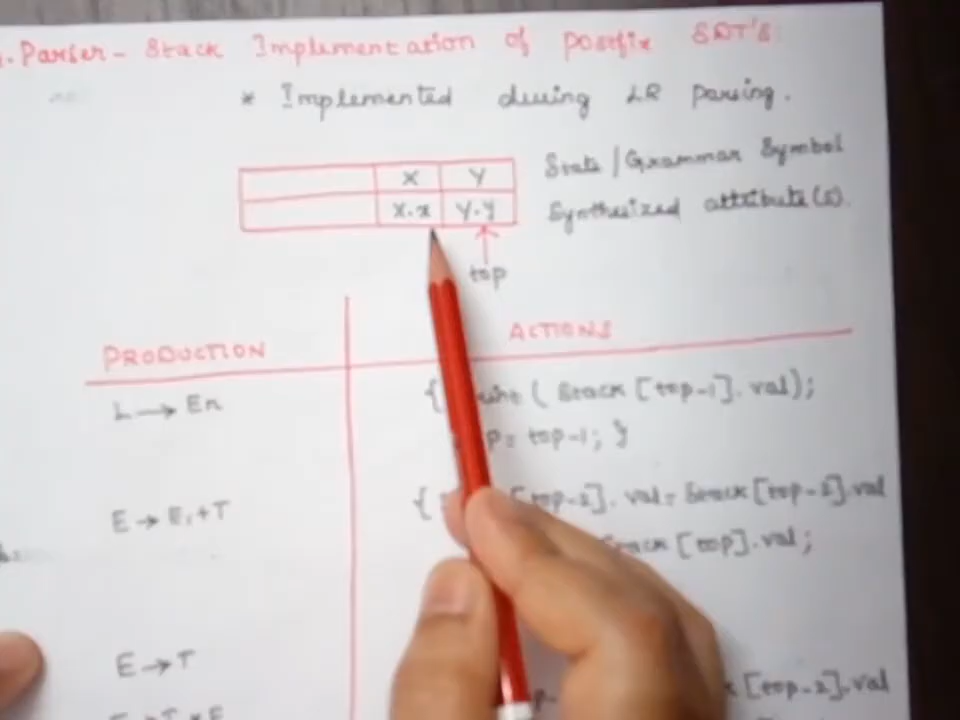 Parser - Stack Implementation of Postfix SDT's
* Implemented during LR Parsing.
X Y State / Grammar Symbol
X.x Y.y Synthesized attribute(s).
top
PRODUCTION ACTIONS
L → En { ( Stack [top-1]. val);
top-1; }
E → E₁+T { [top-2]. val = Stack [top-2].val
Stack [top].val;
E → T
[top-2].val